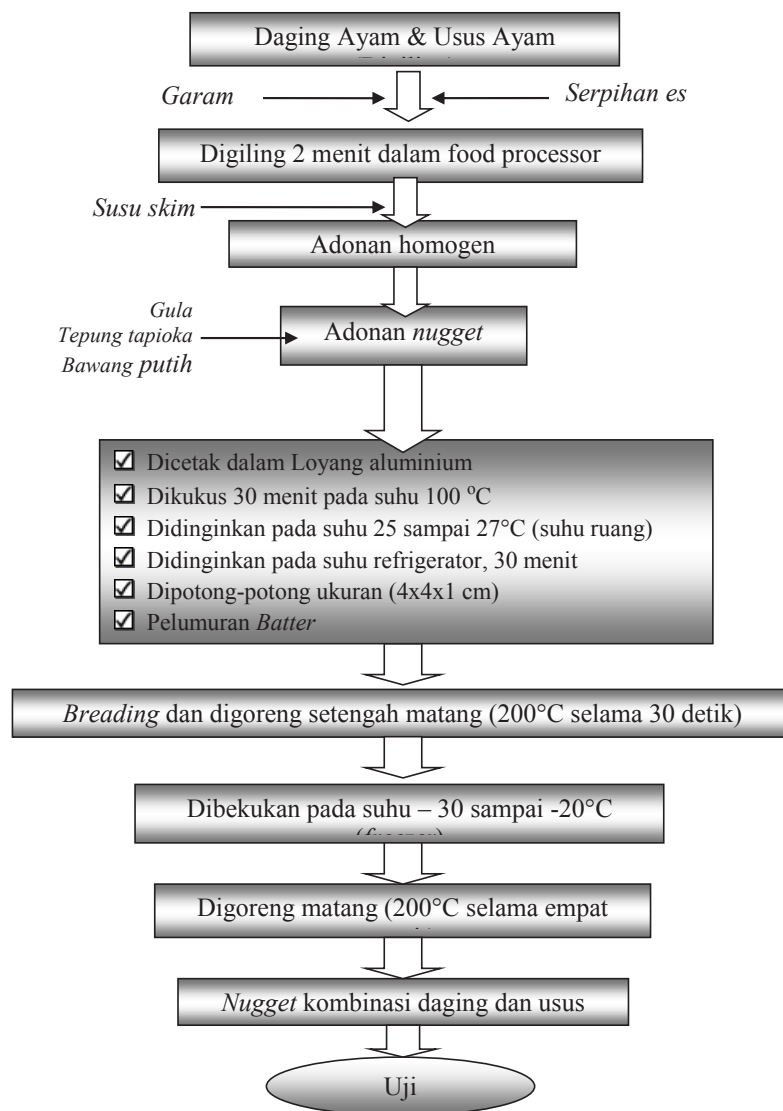 Daging Ayam & Usus Ayam
Garam
Serpihan es
Digiling 2 menit dalam food processor
Susu skim
Adonan homogen
Gula
Tepung tapioka
Bawang putih
Adonan nugget
Dicetak dalam Loyang aluminium
Dikukus 30 menit pada suhu 100 °C
Didinginkan pada suhu 25 sampai 27°C (suhu ruang)
Didinginkan pada suhu refrigerator, 30 menit
Dipotong-potong ukuran (4x4x1 cm)
Pelumuran Batter
Breading dan digoreng setengah matang (200°C selama 30 detik)
Dibekukan pada suhu – 30 sampai -20°C
(freezer)
Digoreng matang (200°C selama empat
Nugget kombinasi daging dan usus
Uji